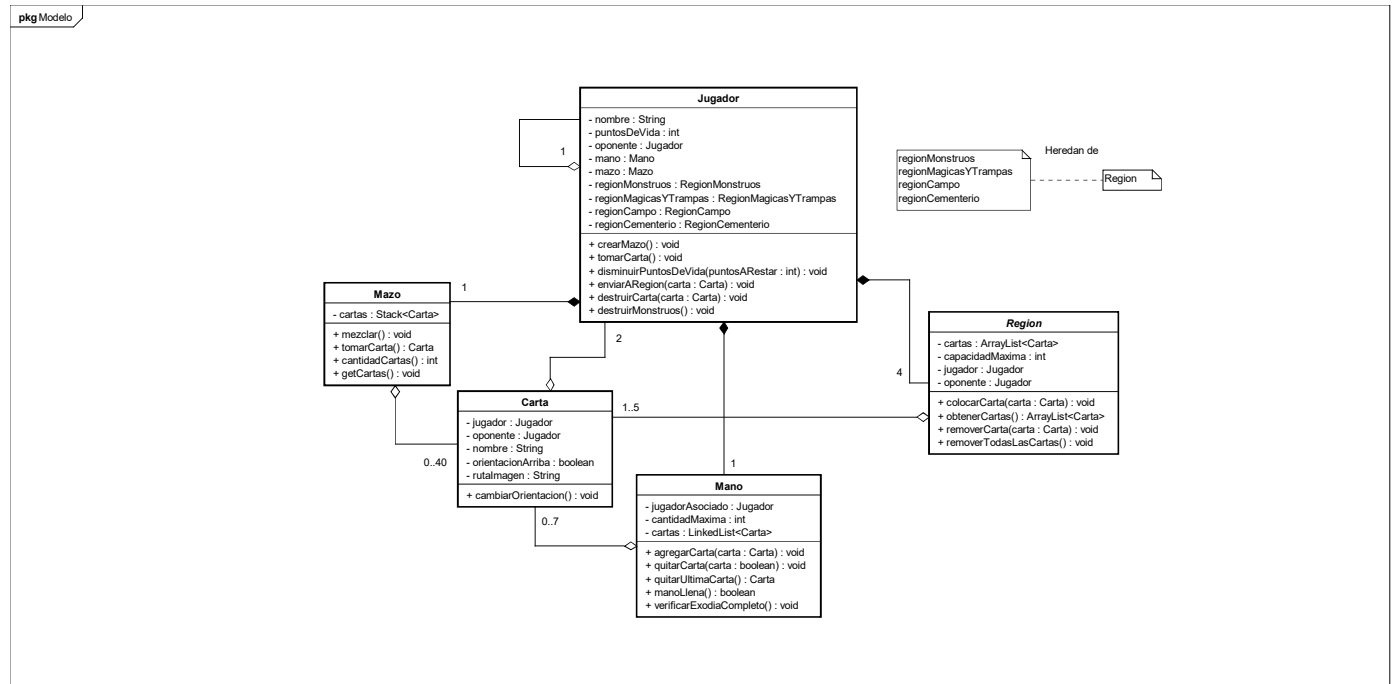 pkg Modelo
Jugador
- nombre : String
- puntosDeVida : int
- oponente : Jugador
- mano : Mano
- mazo : Mazo
- regionMonstruos : RegionMonstruos
- regionMagicasYTrampas : RegionMagicasYTrampas
- regionCampo : RegionCampo
- regionCementerio : RegionCementerio
+ crearMazo() : void
+ tomarCarta() : void
+ disminuirPuntosDeVida(puntosARestar : int) : void
+ enviarARegion(carta : Carta) : void
+ destruirCarta(carta : Carta) : void
+ destruirMonstruos() : void
1
regionMonstruos
regionMagicasYTrampas
regionCampo
regionCementerio
Heredan de
Region
Mazo
- cartas : Stack<Carta>
+ mezclar() : void
+ tomarCarta() : Carta
+ cantidadCartas() : int
+ getCartas() : void
1
2
4
Region
- cartas : ArrayList<Carta>
- capacidadMaxima : int
- jugador : Jugador
- oponente : Jugador
+ colocarCarta(carta : Carta) : void
+ obtenerCartas() : ArrayList<Carta>
+ removerCarta(carta : Carta) : void
+ removerTodasLasCartas() : void
Carta
- jugador : Jugador
- oponente : Jugador
- nombre : String
- orientacionArriba : boolean
- rutaImagen : String
+ cambiarOrientacion() : void
1..5
0..40
0..7
1
Mano
- jugadorAsociado : Jugador
- cantidadMaxima : int
- cartas : LinkedList<Carta>
+ agregarCarta(carta : Carta) : void
+ quitarCarta(carta : boolean) : void
+ quitarUltimaCarta() : Carta
+ manoLlena() : boolean
+ verificarExodiaCompleto() : void